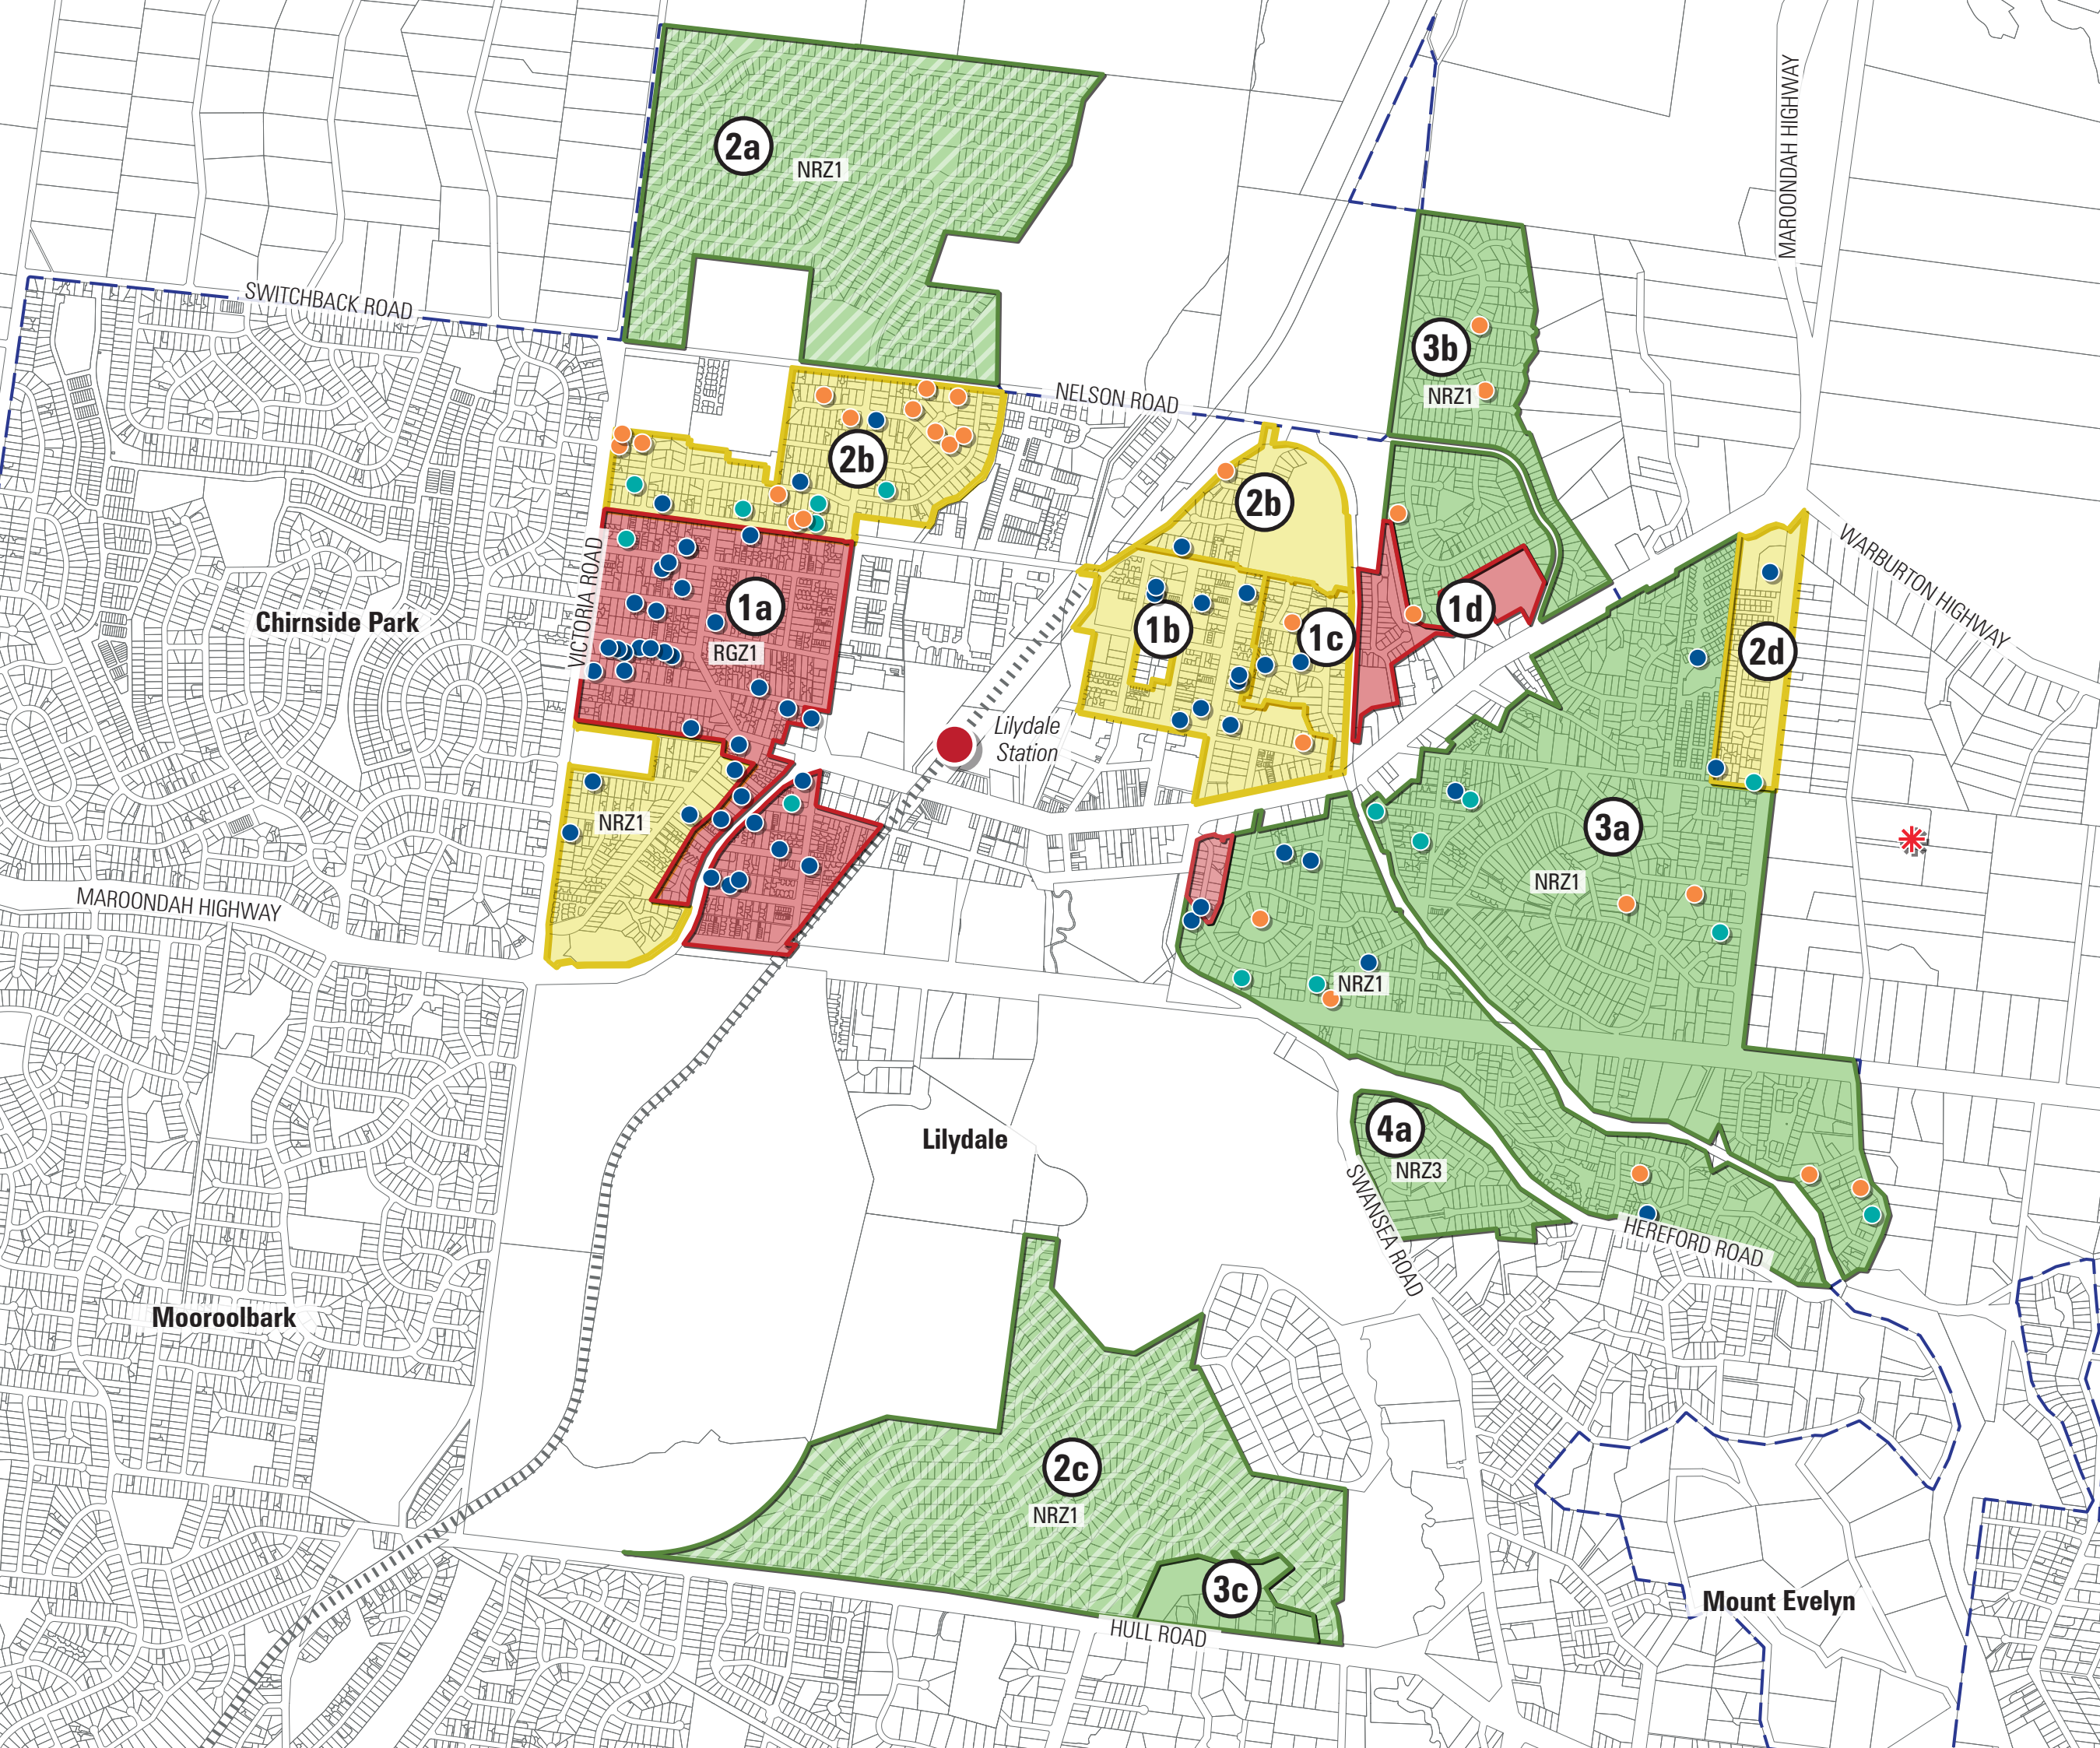 MAROONDAH HIGHWAY
2a
NRZ1
SWITCHBACK ROAD
3b
NRZ1
NELSON ROAD
2b
2b
WARBURTON HIGHWAY
VICTORIA ROAD
Chirnside Park
1a
RGZ1
1b
1c
1d
2d
Lilydale
Station
NRZ1
3a
NRZ1
MAROONDAH HIGHWAY
NRZ1
Lilydale
4a
NRZ3
SWANSEA ROAD
HEREFORD ROAD
Mooroolbark
2c
NRZ1
3c
HULL ROAD
Mount Evelyn